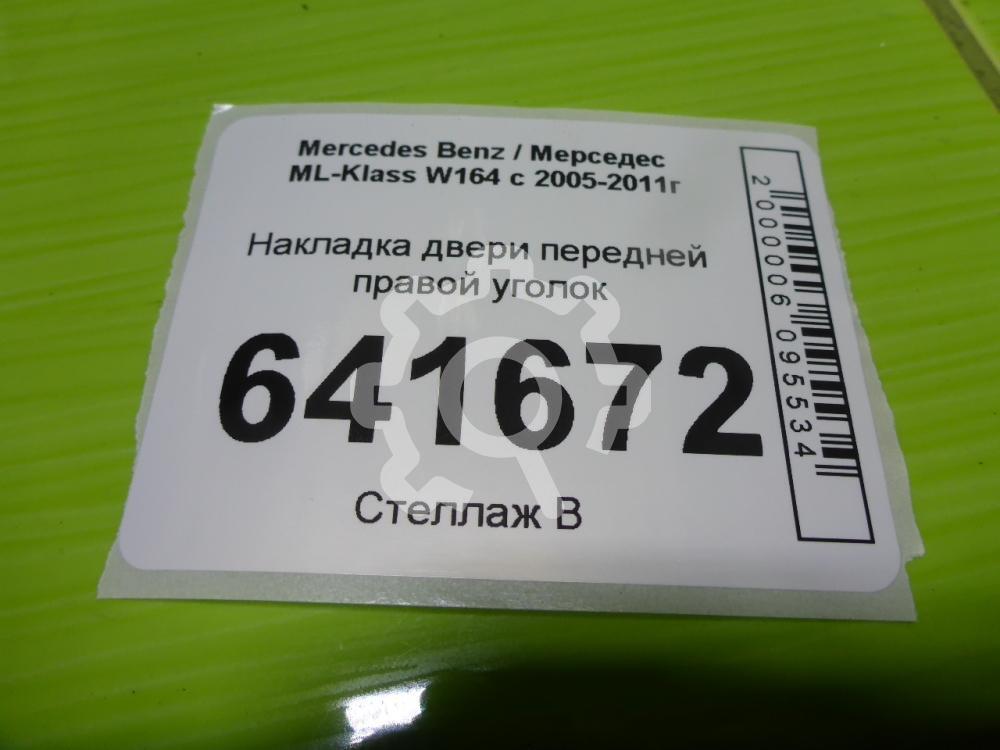 Mercedes Benz / Мерседес
ML-Klass W164 с 2005-2011г
Накладка двери передней
правой уголок
641672
Стеллаж В
2000006095534